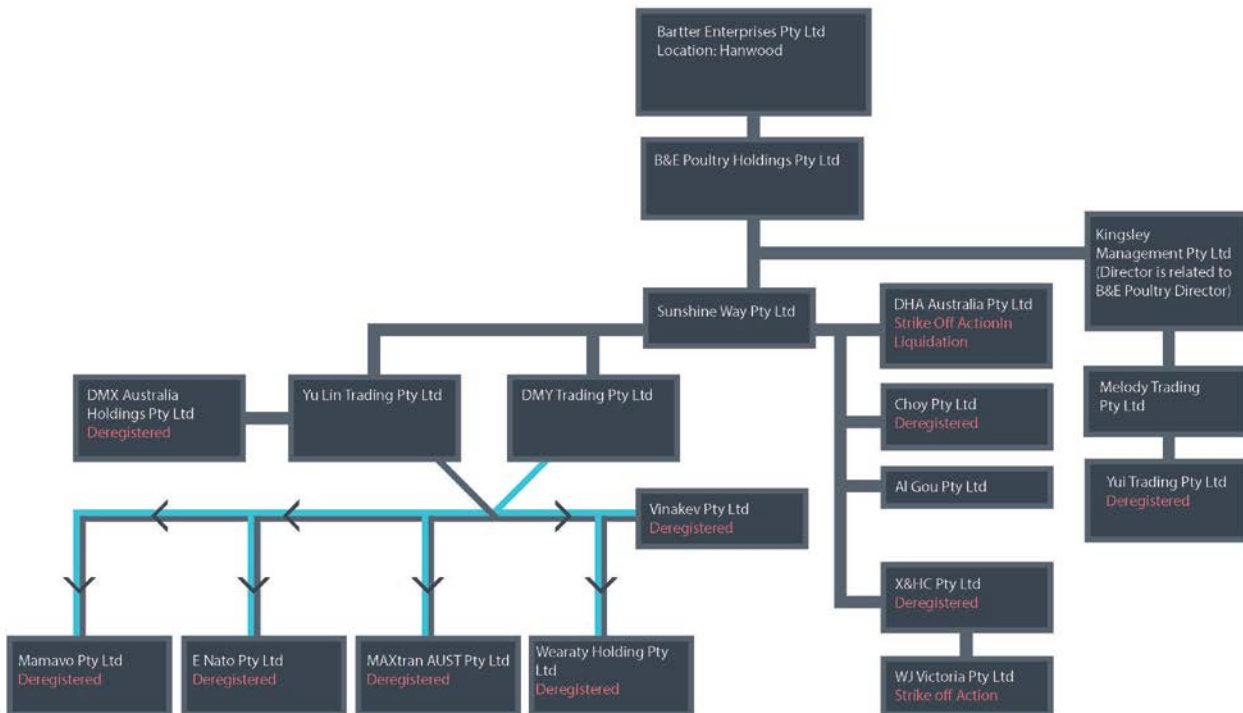 Bartter Enterprises Pty Ltd
Location: Hanwood
B&E Poultry Holdings Pty Ltd
Kingsley
Management Pty Ltd
(Director is related to
B&E Poultry Director)
Sunshine Way Pty Ltd
DHA Australia Pty Ltd
Strike Off ActionIn
Liquidation
DMX Australia
Holdings Pty Ltd
Deregistered
Yu Lin Trading Pty Ltd
DMY Trading Pty Ltd
Choy Pty Ltd
Deregistered
Melody Trading
Pty Ltd
Al Gou Pty Ltd
Yui Trading Pty Ltd
Deregistered
Vinakev Pty Ltd
Deregistered
X&HC Pty Ltd
Deregistered
Mamavo Pty Ltd
Deregistered
E Nato Pty Ltd
Deregistered
MAXtran AUST Pty Ltd
Deregistered
Wearaty Holding Pty
Ltd
Deregistered
WJ Victoria Pty Ltd
Strike off Action